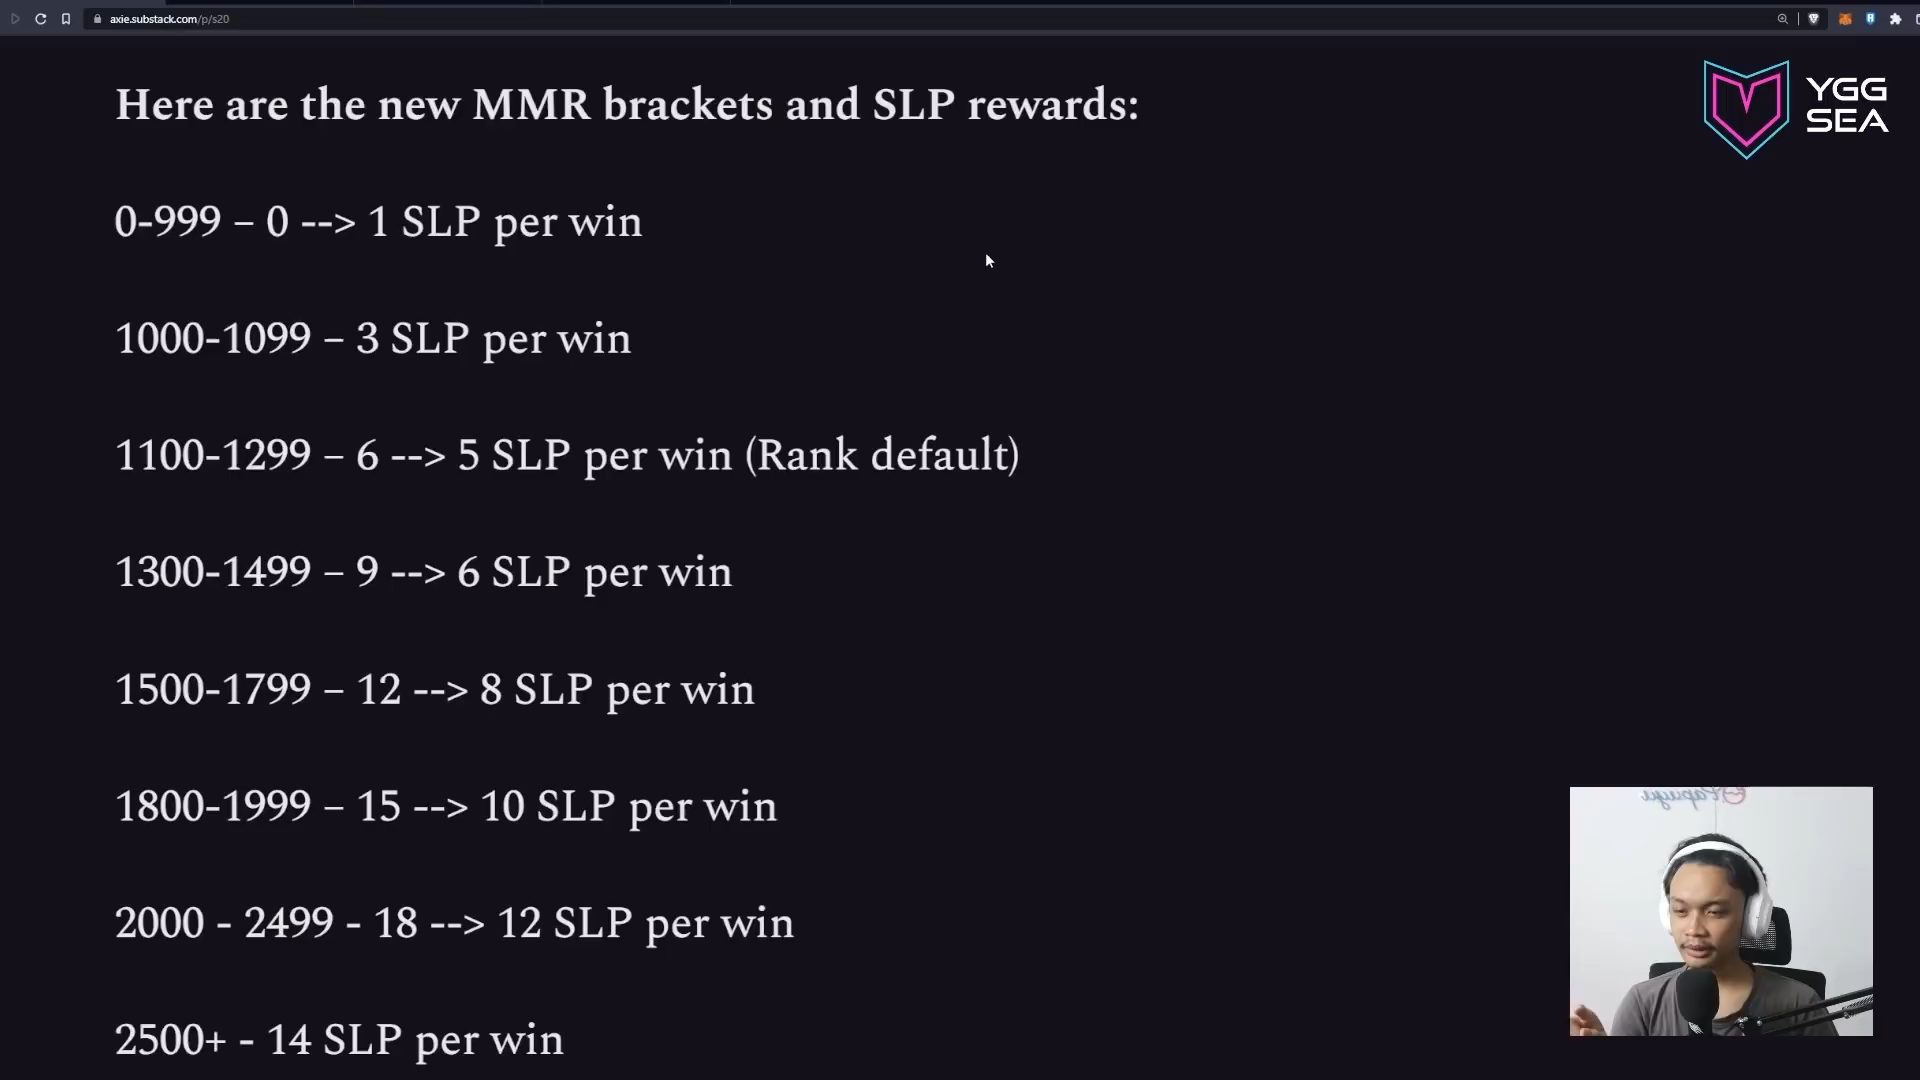 axie.substack.com/p/s20
YGG
SEA
Here are the new MMR brackets and SLP rewards:
0-999 – 0 --> 1 SLP per win
1000-1099 – 3 SLP per win
1100-1299 – 6 --> 5 SLP per win (Rank default)
1300-1499 – 9 --> 6 SLP per win
1500-1799 – 12 --> 8 SLP per win
1800-1999 – 15 --> 10 SLP per win
2000 - 2499 - 18 --> 12 SLP per win
2500+ - 14 SLP per win